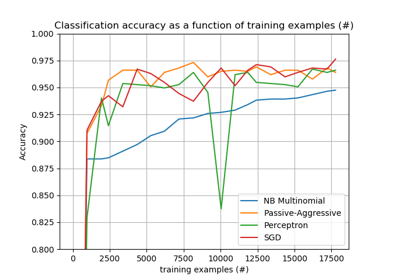 Classification accuracy as a function of training examples (#)
1.000
0.975
0.950
0.925
0.900
0.875
0.850
0.825
0.800
Accuracy
NB Multinomial
Passive-Aggressive
Perceptron
SGD
0 2500 5000 7500 10000 12500 15000 17500
training examples (#)